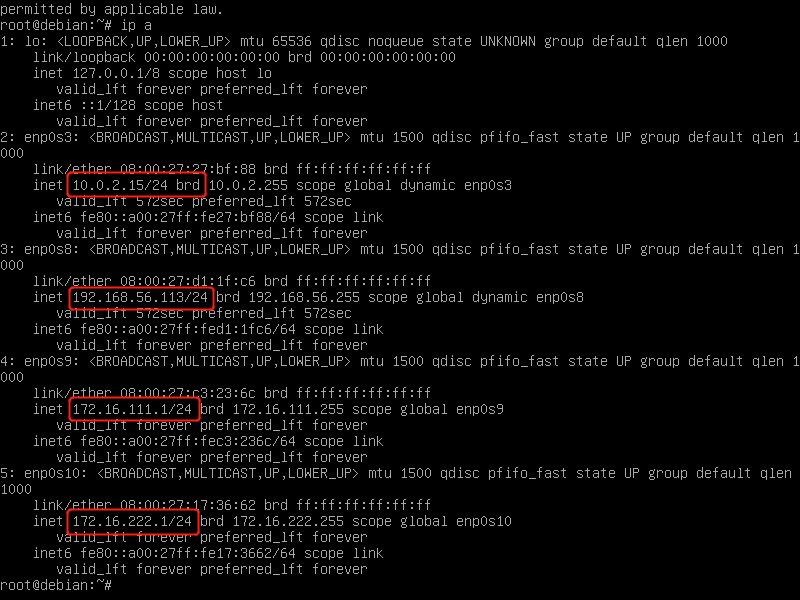 permitted by applicable law.
root@debian:~# ip a
1: lo: <LOOPBACK,UP,LOWER_UP> mtu 65536 qdisc noqueue state UNKNOWN group default qlen 1000
    link/loopback 00:00:00:00:00:00 brd 00:00:00:00:00:00
    inet 127.0.0.1/8 scope host lo
       valid_lft forever preferred_lft forever
    inet6 ::1/128 scope host
       valid_lft forever preferred_lft forever
2: enp0s3: <BROADCAST,MULTICAST,UP,LOWER_UP> mtu 1500 qdisc pfifo_fast state UP group default qlen 1
000
    link/ether 08:00:27:27:bf:88 brd ff:ff:ff:ff:ff:ff
    inet 10.0.2.15/24 brd 10.0.2.255 scope global dynamic enp0s3
       valid_lft 572sec preferred_lft 572sec
    inet6 fe80::a00:27ff:fe27:bf88/64 scope link
       valid_lft forever preferred_lft forever
3: enp0s8: <BROADCAST,MULTICAST,UP,LOWER_UP> mtu 1500 qdisc pfifo_fast state UP group default qlen 1
000
    link/ether 08:00:27:d1:1f:c6 brd ff:ff:ff:ff:ff:ff
    inet 192.168.56.113/24 brd 192.168.56.255 scope global dynamic enp0s8
       valid_lft 572sec preferred_lft 572sec
    inet6 fe80::a00:27ff:fed1:1fc6/64 scope link
       valid_lft forever preferred_lft forever
4: enp0s9: <BROADCAST,MULTICAST,UP,LOWER_UP> mtu 1500 qdisc pfifo_fast state UP group default qlen 1
000
    link/ether 08:00:27:c3:23:6c brd ff:ff:ff:ff:ff:ff
    inet 172.16.111.1/24 brd 172.16.111.255 scope global enp0s9
       valid_lft forever preferred_lft forever
    inet6 fe80::a00:27ff:fec3:236c/64 scope link
       valid_lft forever preferred_lft forever
5: enp0s10: <BROADCAST,MULTICAST,UP,LOWER_UP> mtu 1500 qdisc pfifo_fast state UP group default qlen
1000
    link/ether 08:00:27:17:36:62 brd ff:ff:ff:ff:ff:ff
    inet 172.16.222.1/24 brd 172.16.222.255 scope global enp0s10
       valid_lft forever preferred_lft forever
    inet6 fe80::a00:27ff:fe17:3662/64 scope link
       valid_lft forever preferred_lft forever
root@debian:~#